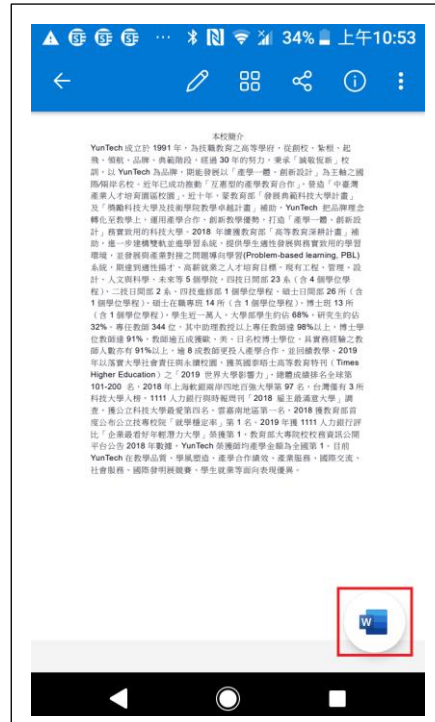 34% 上午10:53
本校簡介
YunTech 成立於 1991 年，為技職教育之高等學府，從創校、紮根、起
飛、領航、品牌、典範階段，經過 30 年的努力，秉承「誠敬恆新」校
訓，以 YunTech 為品牌，期能發展以「產學一體、創新設計」為主軸之國
際/兩岸名校。近年已成功推動「互惠型的產學教育合作」，營造「中臺灣
產業人才培育園區校園」，近十年，榮教育部「發展典範科技大學計畫」
及「獎勵科技大學及技術學院教學卓越計畫」補助，YunTech 把品牌理念
轉化至教學上，運用產學合作，創新教學優勢，打造「產學一體、創新設
計」務實致用的科技大學。2018 年續獲教育部「高等教育深耕計畫」補
助，進一步建構雙軌並進學習系統，提供學生適性發展與務實致用的學習
環境，並發展與產業對接之問題導向學習(Problem-based learning, PBL)
系統，期達到適性揚才、高薪就業之人才培育目標。現有工程、管理、設
計、人文與科學、未來等 5 個學院，四技日間部 23 系（含 4 個學位學
程）、二技日間部 2 系、四技進修部 1 個學位學程、碩士日間部 26 所（含
1 個學位學程）、碩士在職專班 14 所（含 1 個學位學程）、博士班 13 所
（含 1 個學位學程），學生近一萬人，大學部學生約佔 68%，研究生約佔
32%。專任教師 344 位，其中助理教授以上專任教師達 98%以上，博士學
位教師達 91%，教師逾五成獲歐、美、日名校博士學位，具實務經驗之教
師人數亦有 91%以上，逾 8 成教師更投入產學合作，並回饋教學。2019
年以落實大學社會責任與永續校園，獲英國泰晤士高等教育特刊（Times
Higher Education）之「2019 世界大學影響力」，總體成績排名全球第
101-200 名，2018 年上海軟組兩岸四地百強大學第 97 名，台灣僅有 3 所
科技大學入榜。1111 人力銀行與時報周刊「2018 雇主最滿意大學」調
查，獲公立科技大學最愛第四名、雲嘉南地區第一名。2018 獲教育部首
度公布公立技專校院「就學穩定率」第 1 名，2019 年獲 1111 人力銀行評
比「企業最看好年輕潛力大學」榮獲第 1，教育部大專院校校務資訊公開
平台公告 2018 年數據，YunTech 榮獲師均產學金額為全國第 1。目前
YunTech 在教學品質、學風塑造、產學合作績效、產業服務、國際交流、
社會服務、國際發明展競賽、學生就業等面向表現優異。